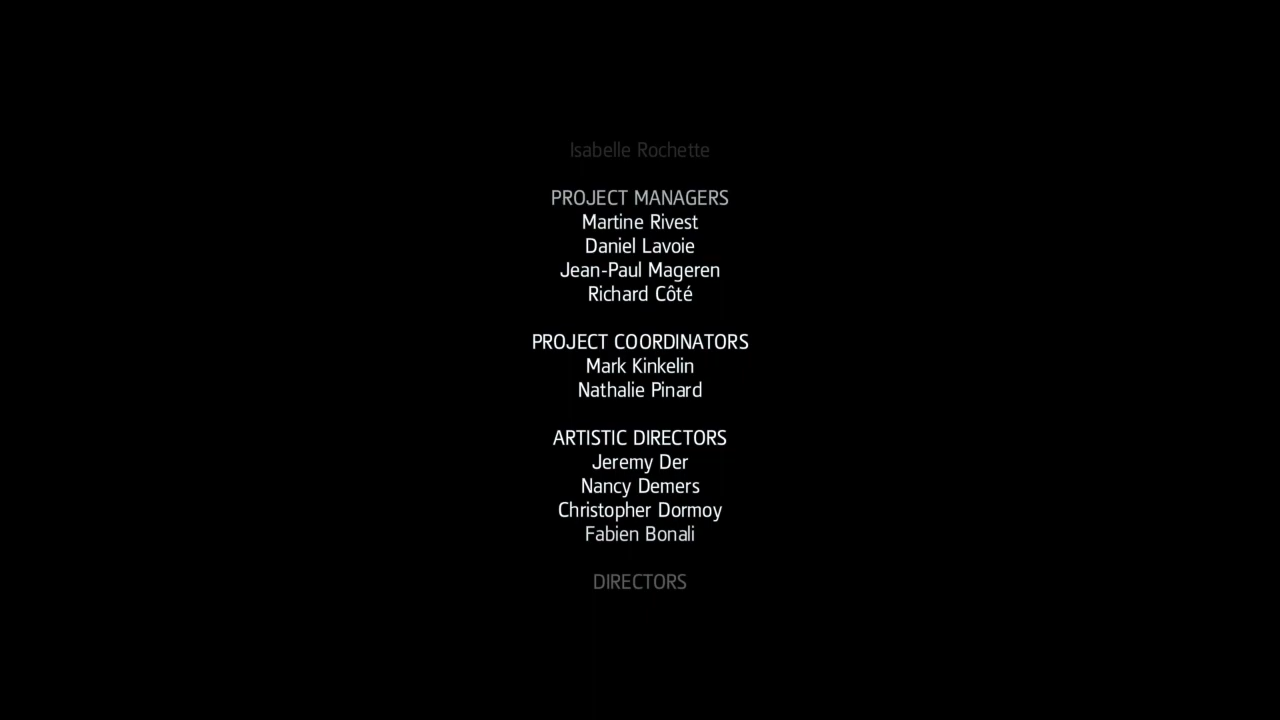 Isabelle Rochette
PROJECT MANAGERS
Martine Rivest
Daniel Lavoie
Jean-Paul Mageren
Richard Côté
PROJECT COORDINATORS
Mark Kinkelin
Nathalie Pinard
ARTISTIC DIRECTORS
Jeremy Der
Nancy Demers
Christopher Dormoy
Fabien Bonali
DIRECTORS